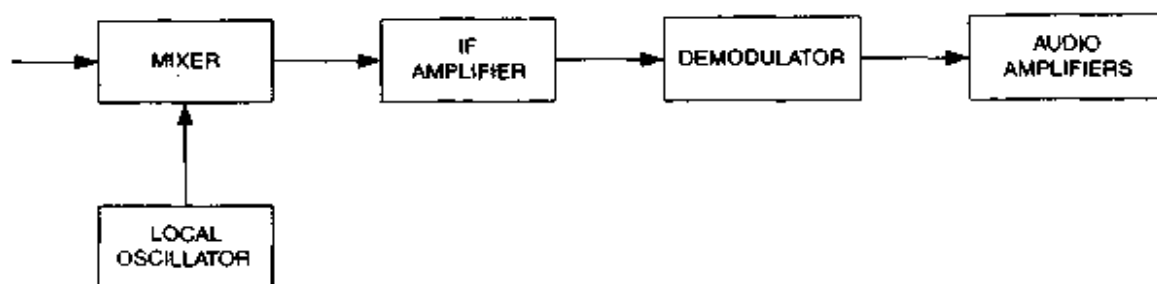 MIXER
IF
AMPLIFIER
DEMODULATOR
AUDIO
AMPLIFIERS
LOCAL
OSCILLATOR